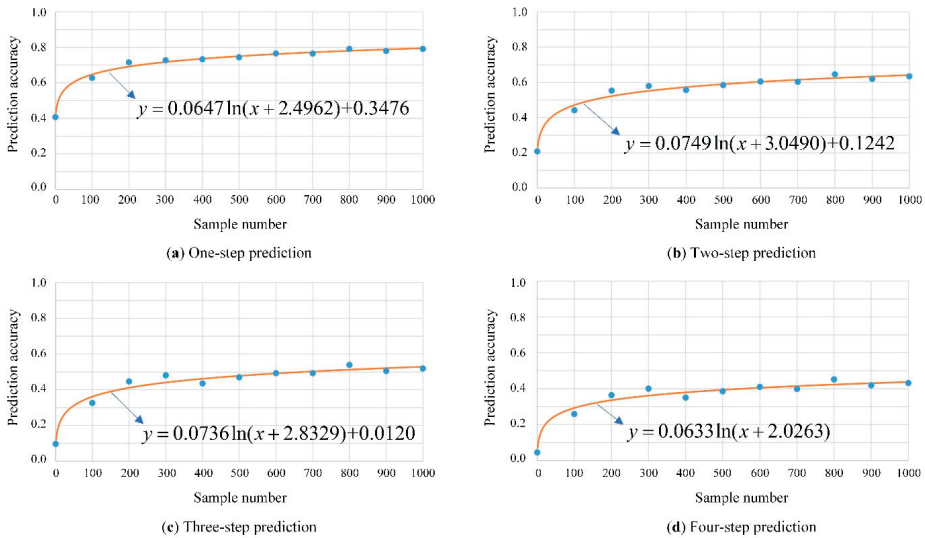 Prediction accuracy
1.0
0.8
0.6
0.4
0.2
0.0
y = 0.0647 ln(x + 2.4962)+0.3476
0 100 200 300 400 500 600 700 800 900 1000
Sample number
(a) One-step prediction
Prediction accuracy
1.0
0.8
0.6
0.4
0.2
0.0
y = 0.0749 ln(x + 3.0490)+0.1242
0 100 200 300 400 500 600 700 800 900 1000
Sample number
(b) Two-step prediction
Prediction accuracy
1.0
0.8
0.6
0.4
0.2
0.0
y = 0.0736 ln(x + 2.8329)+0.0120
0 100 200 300 400 500 600 700 800 900 1000
Sample number
(c) Three-step prediction
Prediction accuracy
1.0
0.8
0.6
0.4
0.2
0.0
y = 0.0633 ln(x + 2.0263)
0 100 200 300 400 500 600 700 800 900 1000
Sample number
(d) Four-step prediction